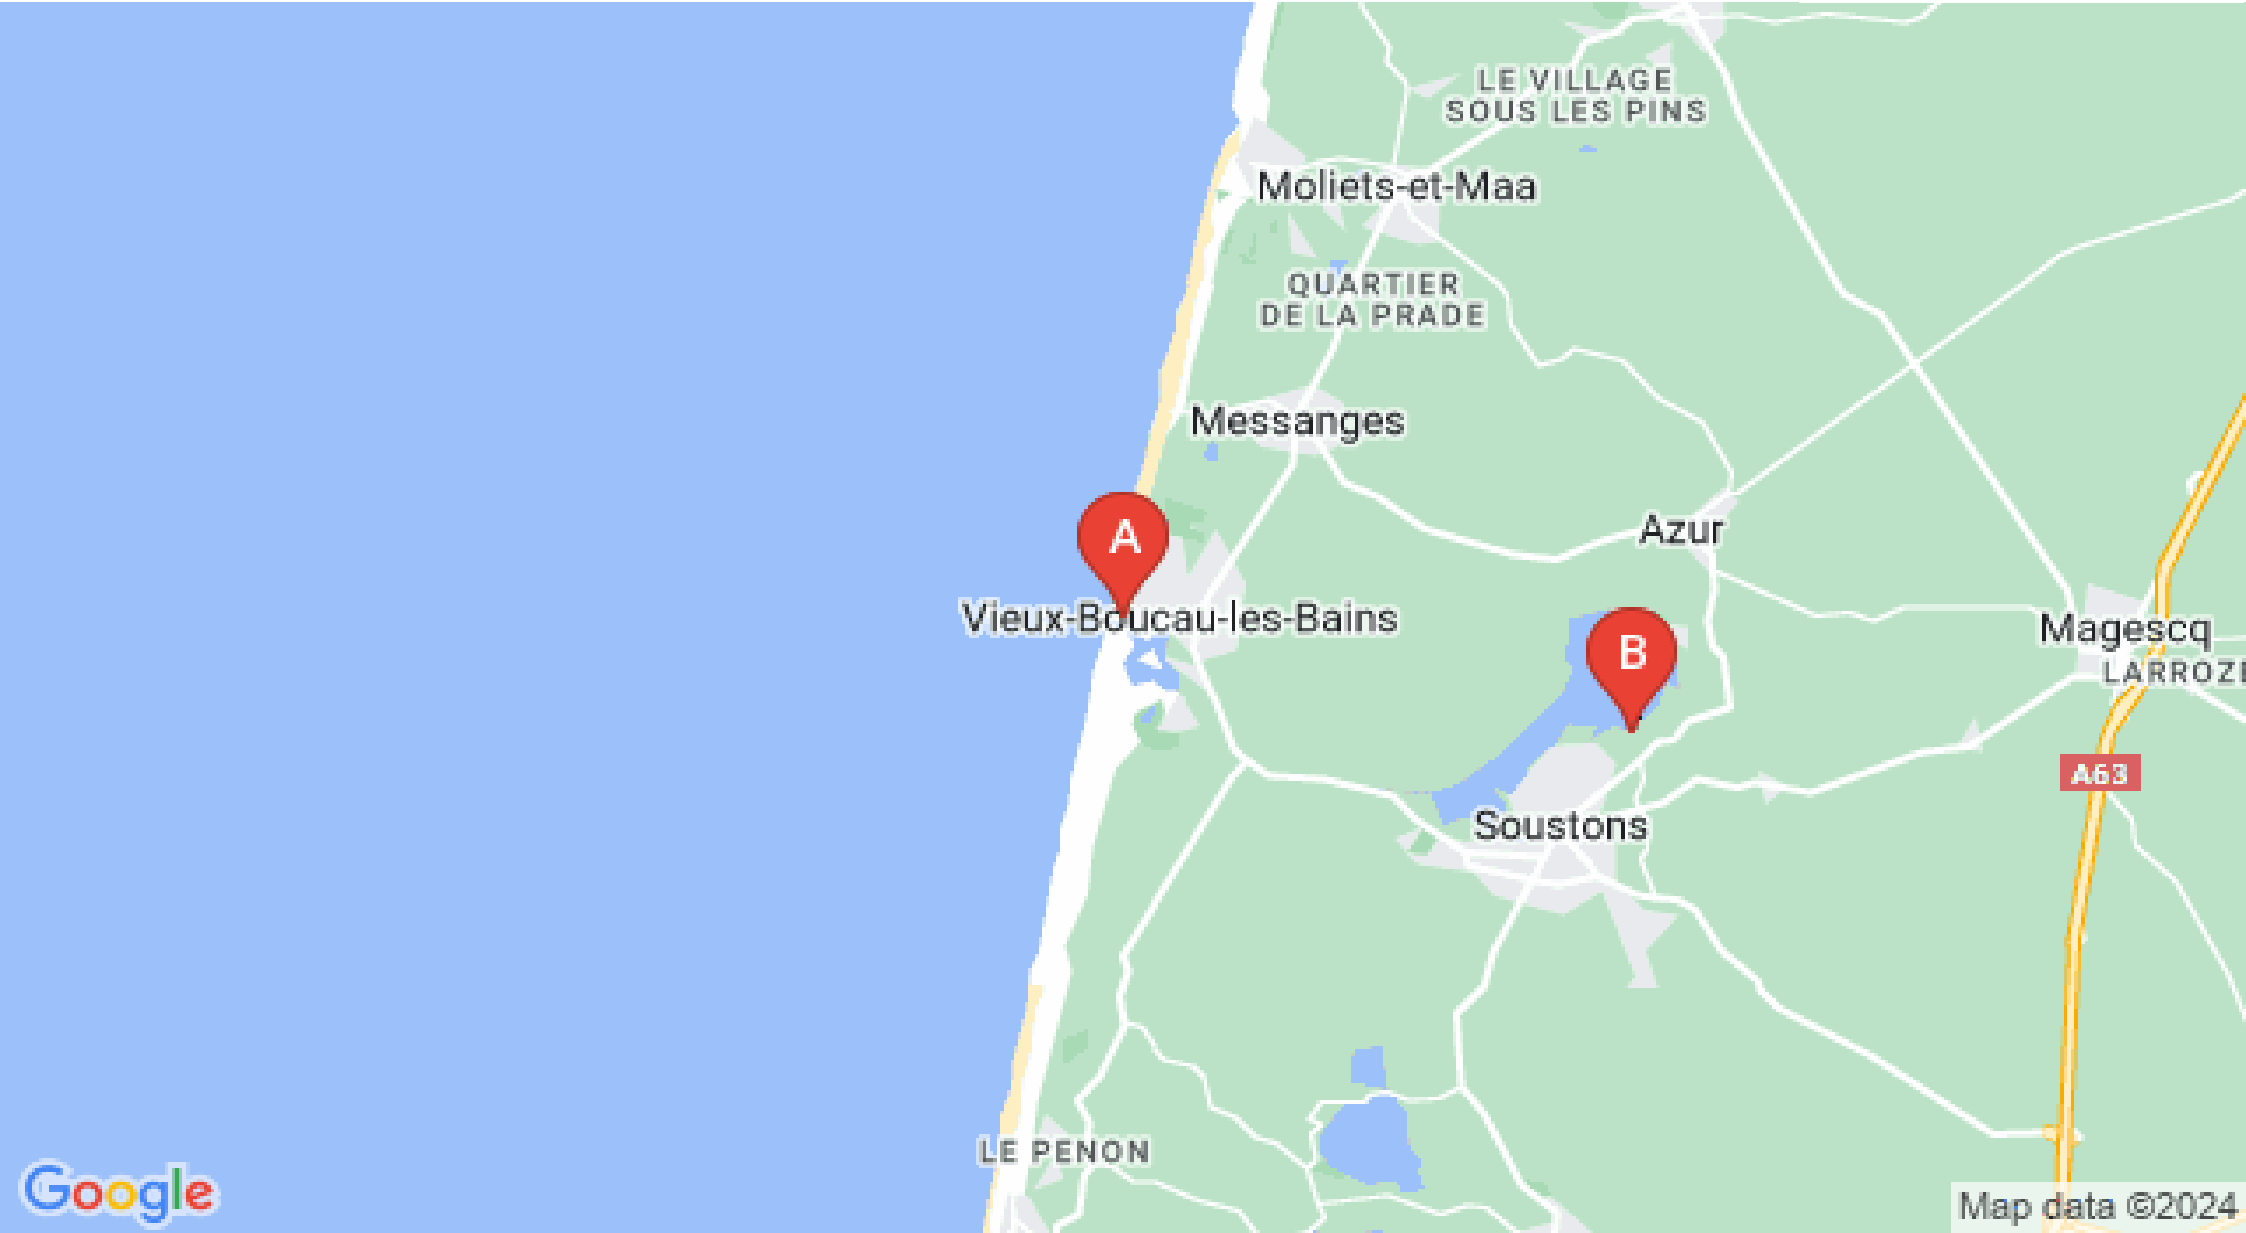 LE VILLAGE
SOUS LES PINS
Moliets-et-Maa
QUARTIER
DE LA PRADE
Messanges
A
Azur
Vieux-Boucau-les-Bains
B
Magescq
LARROZE
A63
Soustons
LE PENON
Google
Map data ©2024